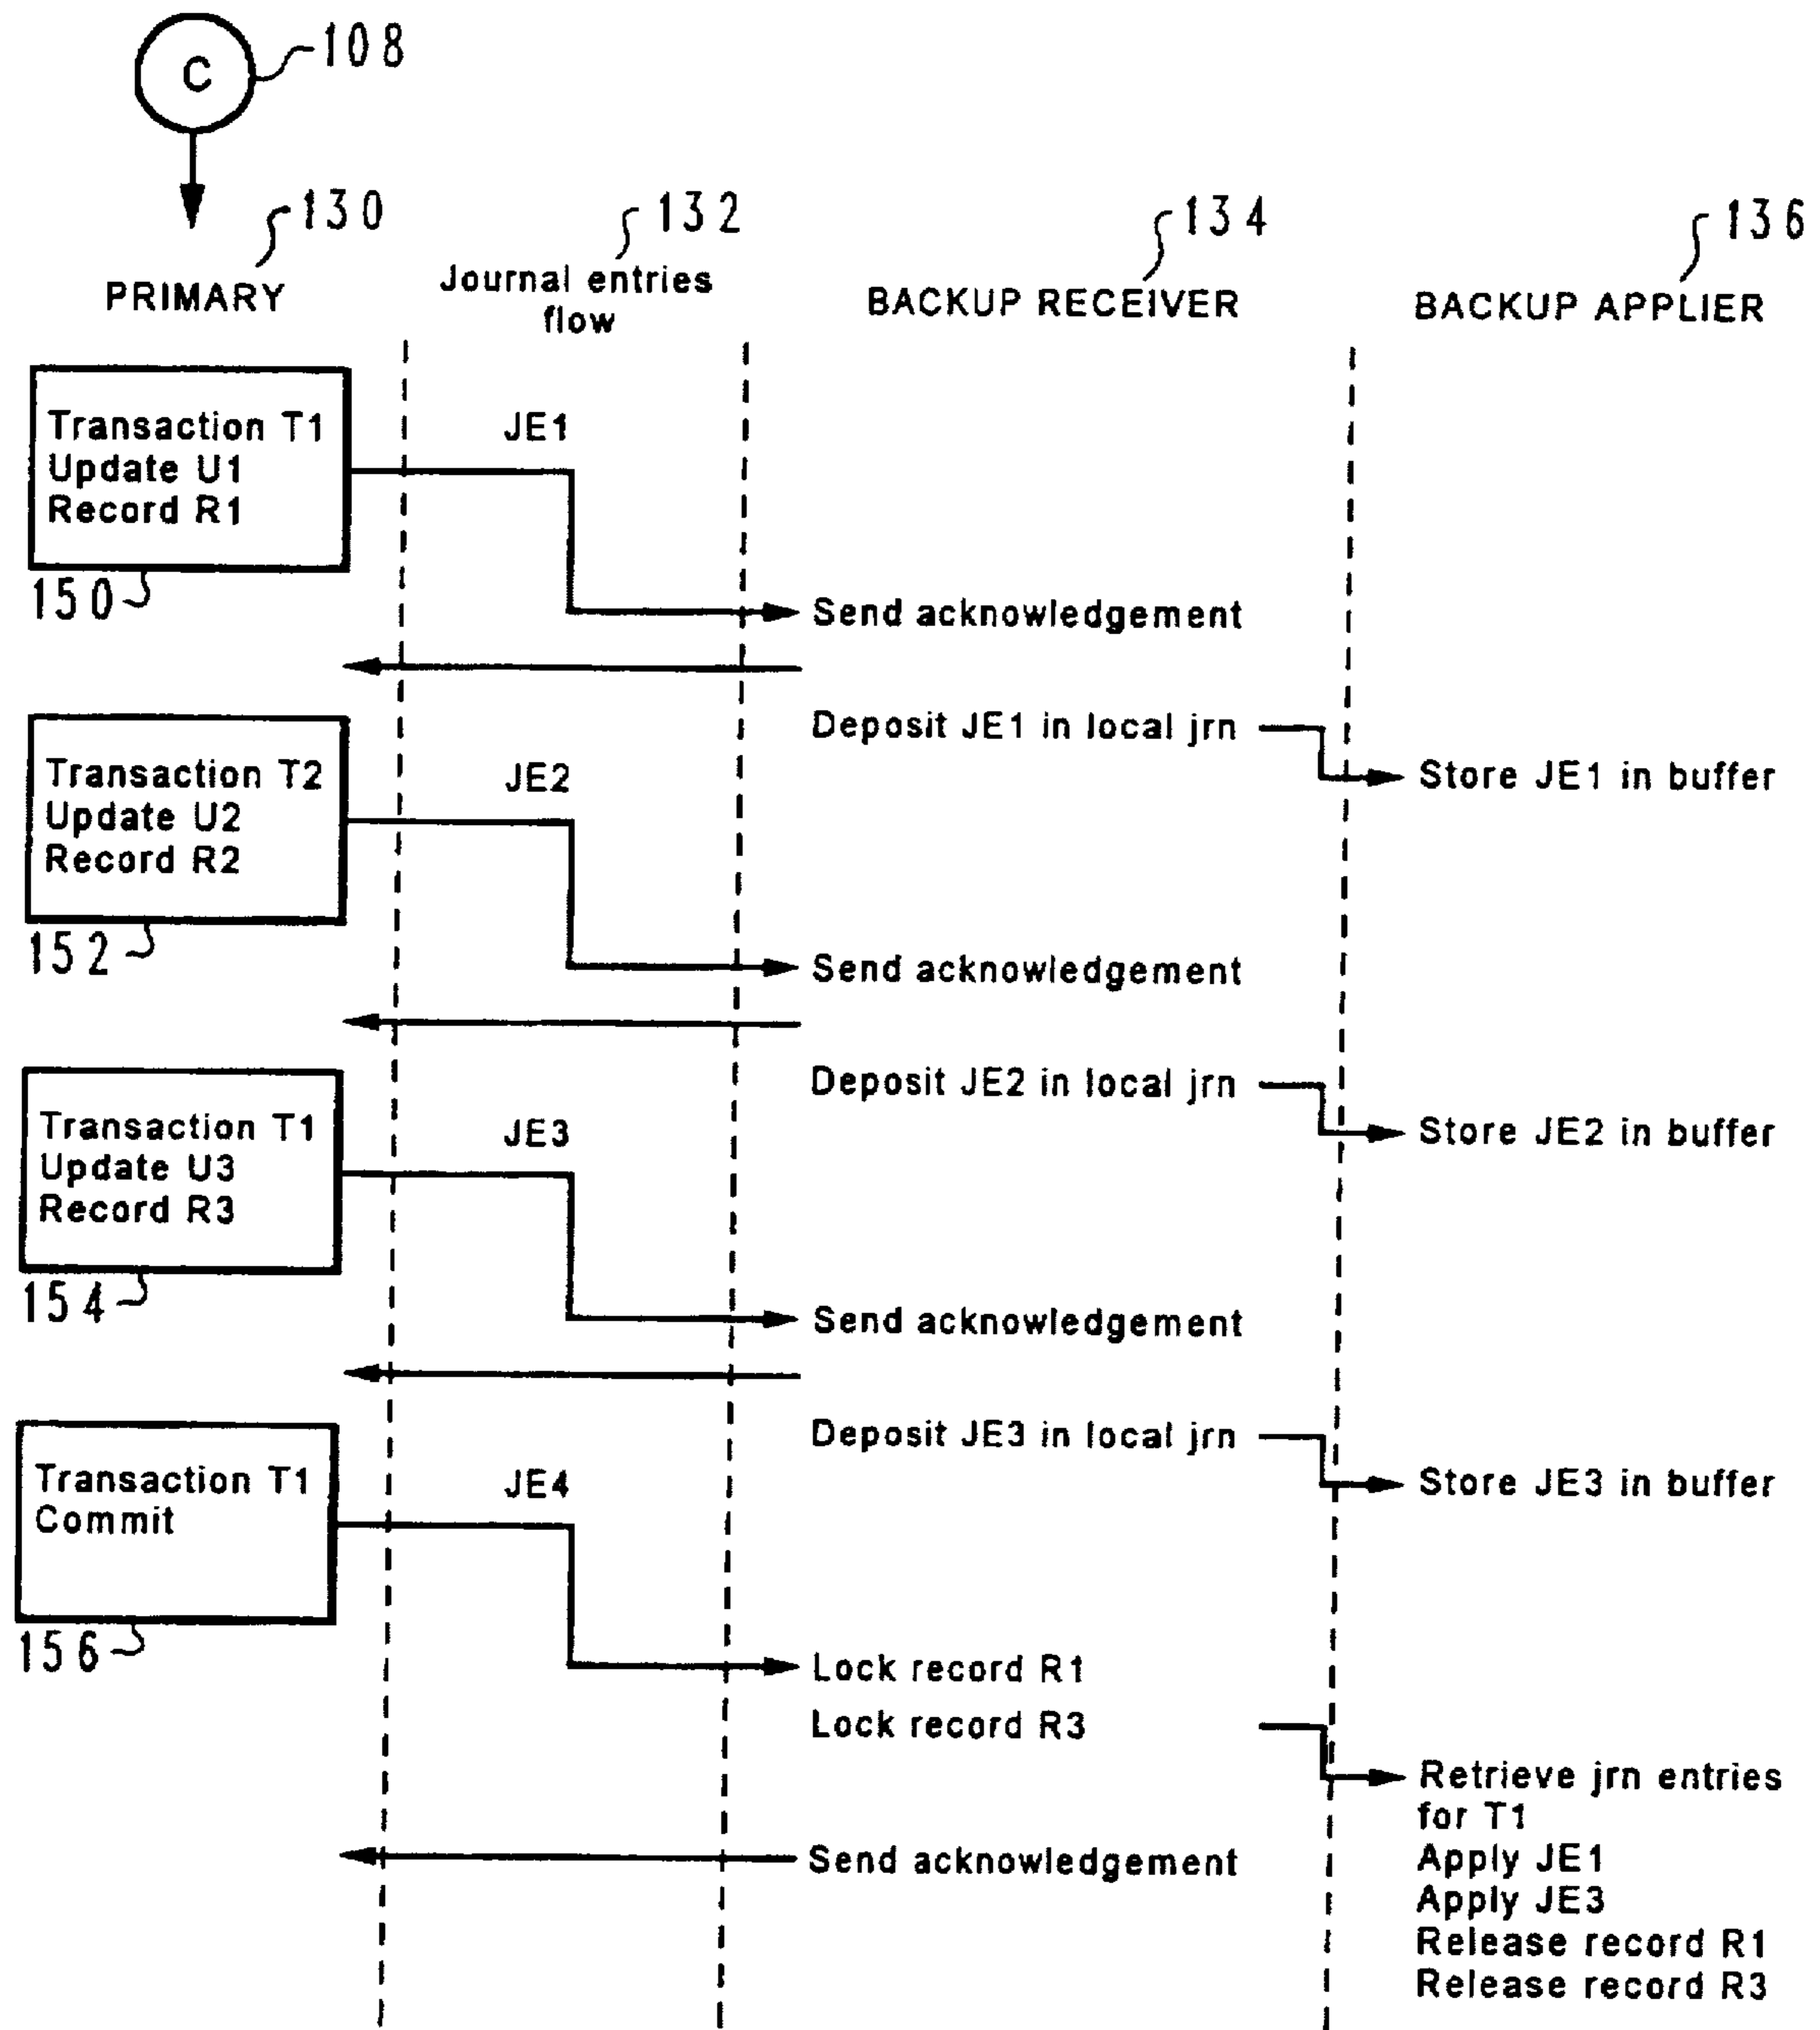 C
108
130
132
134
136
PRIMARY
Journal entries
flow
BACKUP RECEIVER
BACKUP APPLIER
Transaction T1
Update U1
Record R1
150
JE1
Send acknowledgement
Deposit JE1 in local jrn
Store JE1 in buffer
Transaction T2
Update U2
Record R2
152
JE2
Send acknowledgement
Deposit JE2 in local jrn
Store JE2 in buffer
Transaction T1
Update U3
Record R3
154
JE3
Send acknowledgement
Deposit JE3 in local jrn
Store JE3 in buffer
Transaction T1
Commit
156
JE4
Lock record R1
Lock record R3
Retrieve jrn entries
for T1
Apply JE1
Apply JE3
Release record R1
Release record R3
Send acknowledgement